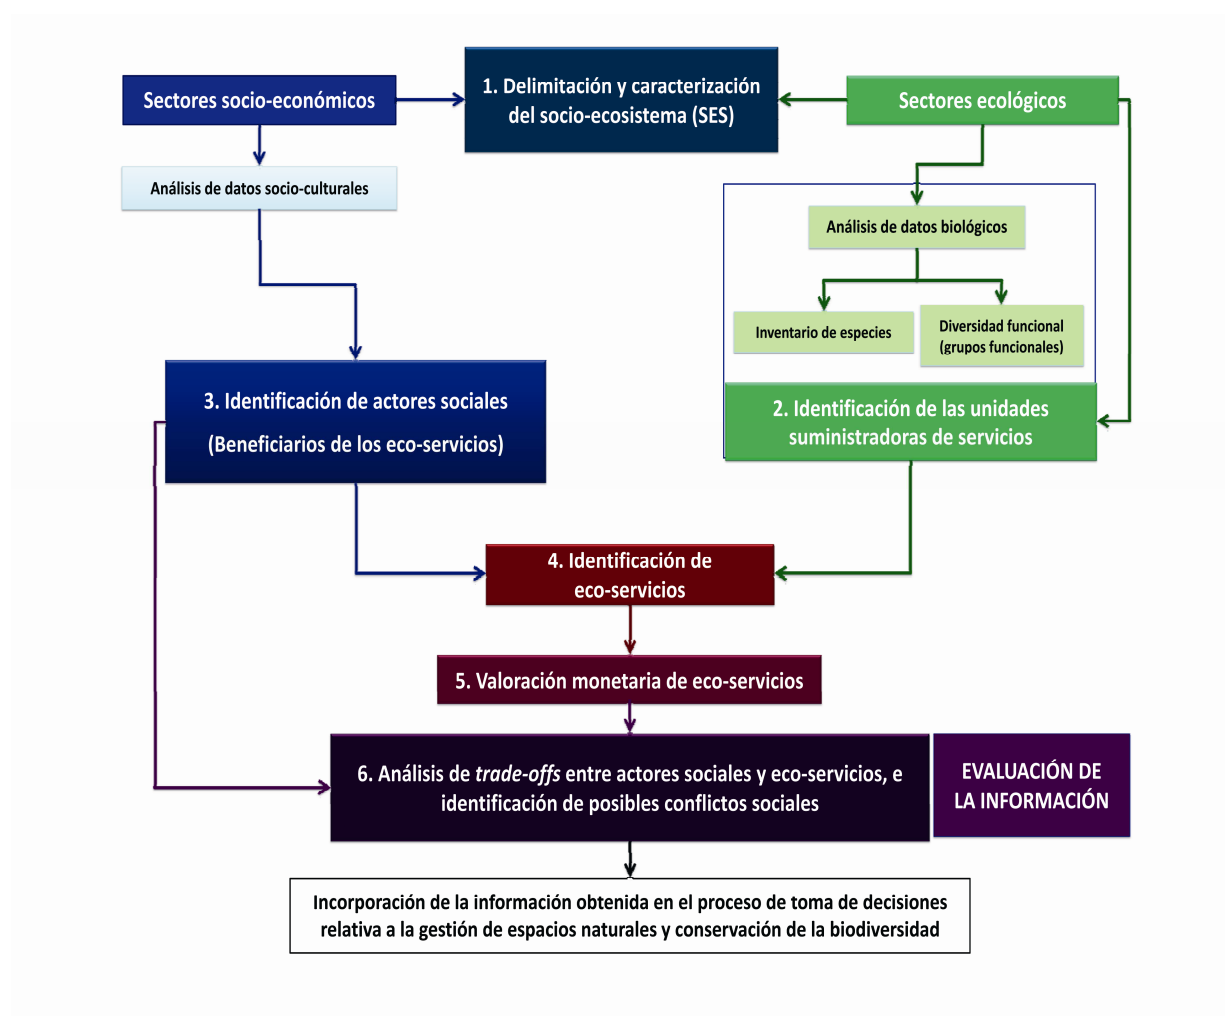 1. Delimitación y caracterización
del socio-ecosistema (SES)
Sectores socio-económicos
Sectores ecológicos
Análisis de datos socio-culturales
Análisis de datos biológicos
Inventario de especies
Diversidad funcional
(grupos funcionales)
3. Identificación de actores sociales
(Beneficiarios de los eco-servicios)
2. Identificación de las unidades
suministradoras de servicios
4. Identificación de
eco-servicios
5. Valoración monetaria de eco-servicios
6. Análisis de trade-offs entre actores sociales y eco-servicios, e
identificación de posibles conflictos sociales
EVALUACIÓN DE
LA INFORMACIÓN
Incorporación de la información obtenida en el proceso de toma de decisiones
relativa a la gestión de espacios naturales y conservación de la biodiversidad